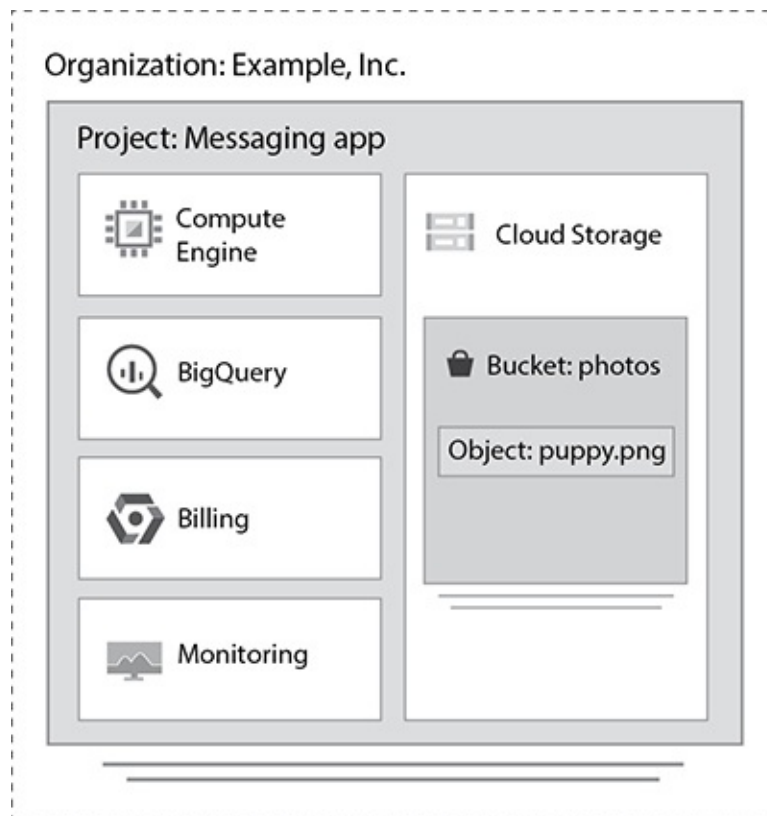 Organization: Example, Inc.
Project: Messaging app
Compute
Engine
BigQuery
Billing
Monitoring
Cloud Storage
Bucket: photos
Object: puppy.png